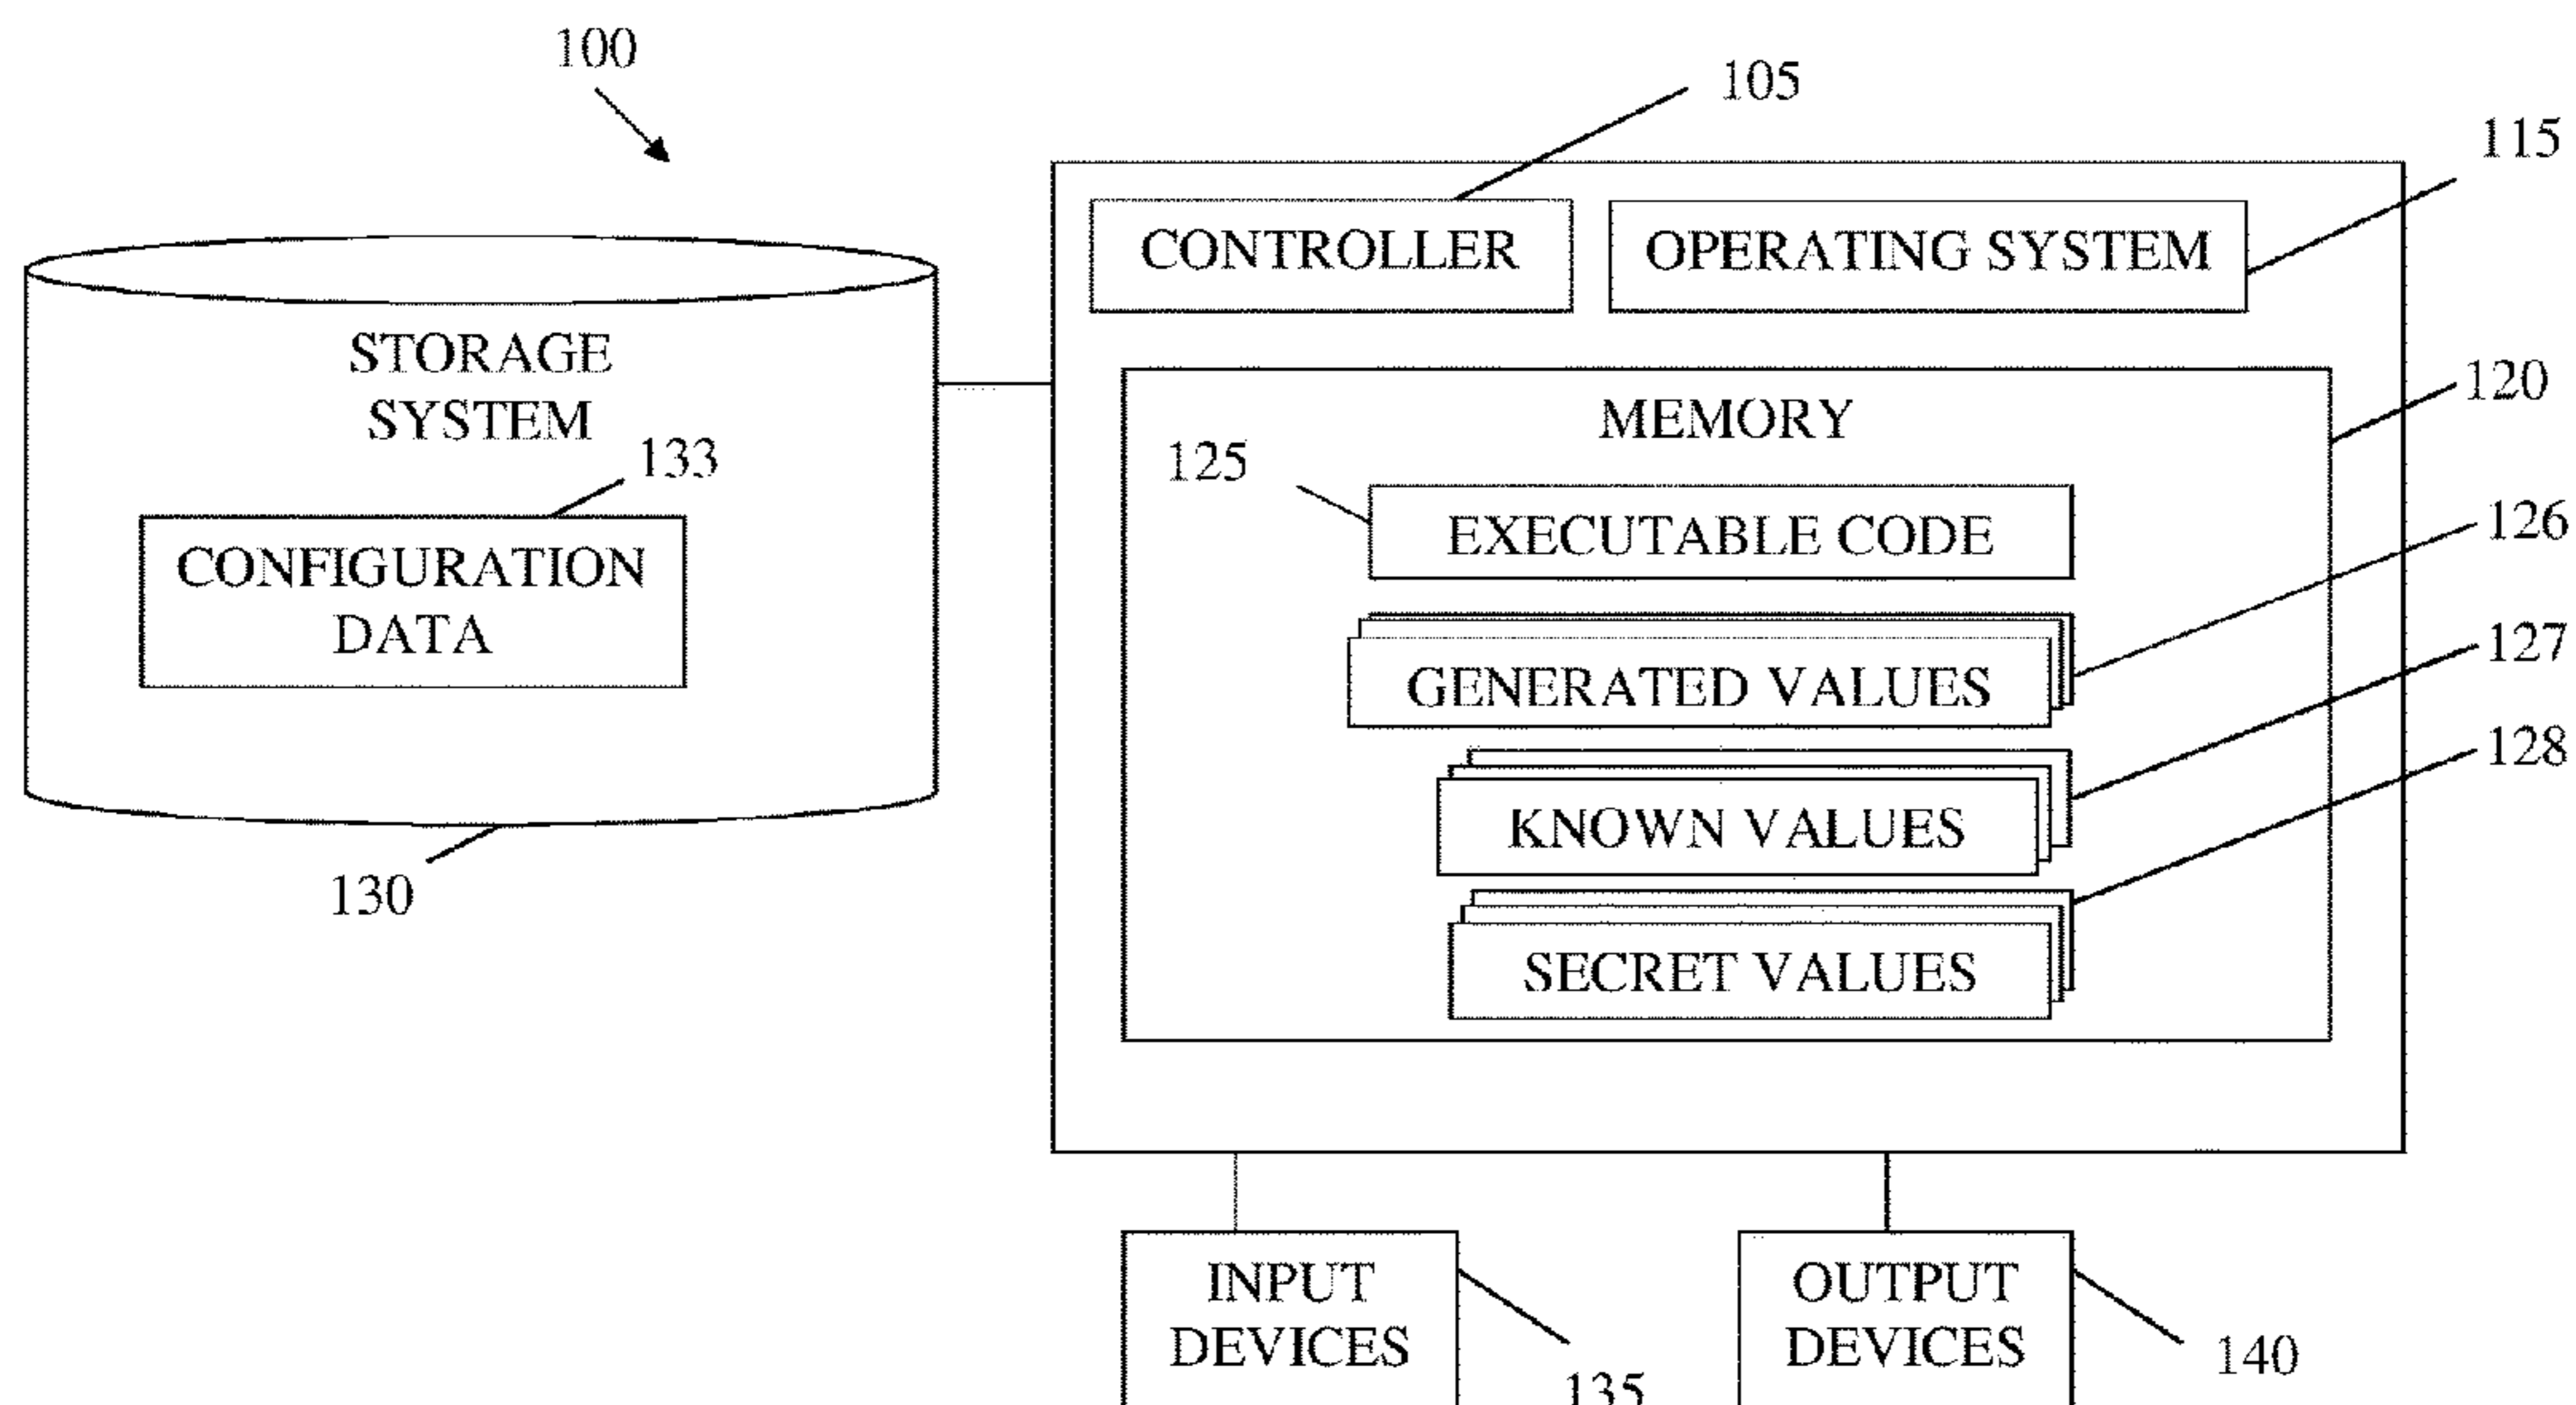 100
105
115
CONTROLLER
OPERATING SYSTEM
STORAGE
SYSTEM
133
CONFIGURATION
DATA
130
120
MEMORY
125
EXECUTABLE CODE
126
GENERATED VALUES
127
KNOWN VALUES
128
SECRET VALUES
INPUT
DEVICES
135
OUTPUT
DEVICES
140